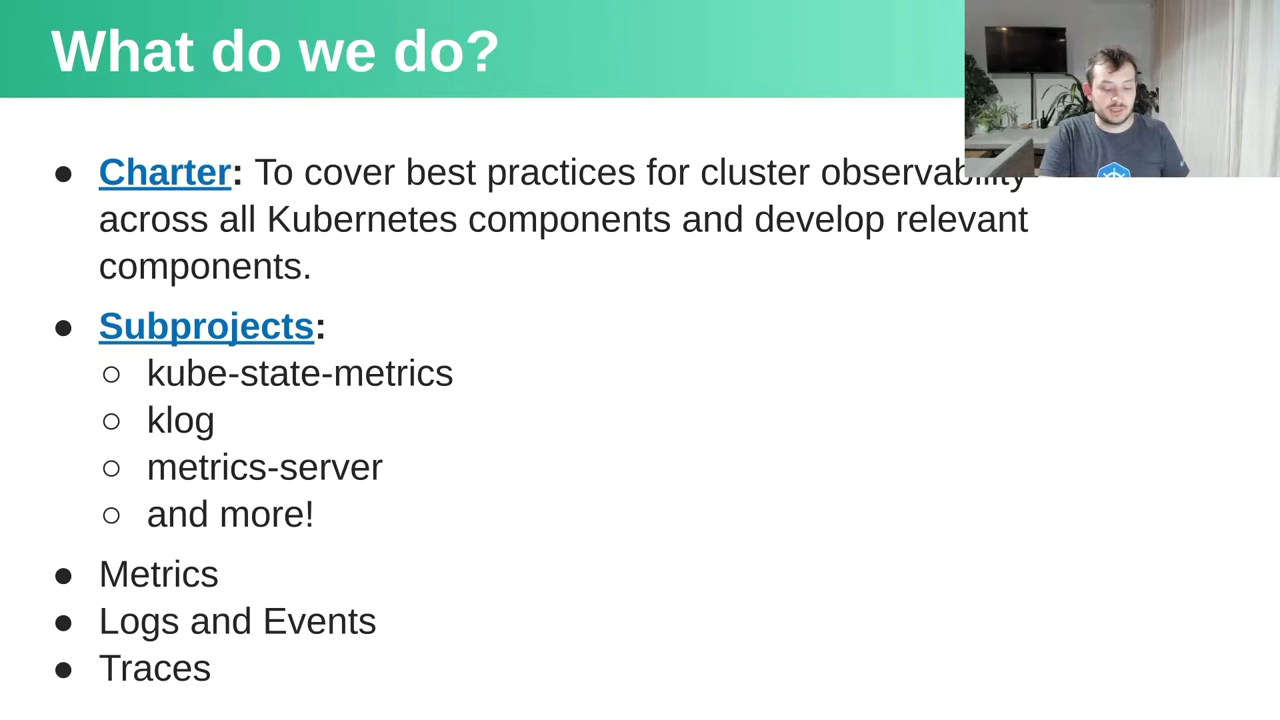 What do we do?
● Charter: To cover best practices for cluster observability
across all Kubernetes components and develop relevant
components.
● Subprojects:
○ kube-state-metrics
○ klog
○ metrics-server
○ and more!
● Metrics
● Logs and Events
● Traces